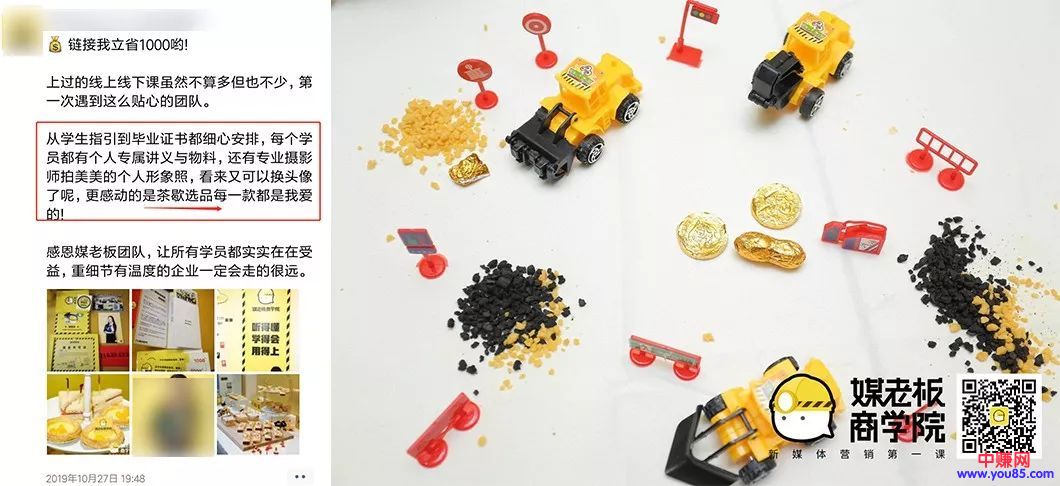 链接我立省1000哟!
上过的线上线下课虽然不算多但也不少，第
一次遇到这么贴心的团队。
从学生指引到毕业证书都细心安排，每个学
员都有个人专属讲义与物料，还有专业摄影
师拍美美的个人形象照，看来又可以换头像
了呢，更感动的是茶歇选品每一款都是我爱
的!
感恩媒老板团队，让所有学员都实实在在受
益，重细节有温度的企业一定会走的很远。
听得懂
学得会
用得上
2019年10月27日 19:48
媒老板
商学院
新媒体营销第一课
中赚网
www.you85.com